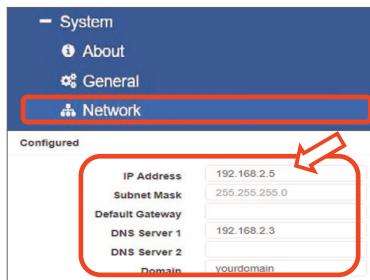 System
About
General
Network
Configured
IP Address 192.168.2.5
Subnet Mask 255.255.255.0
Default Gateway
DNS Server 1 192.168.2.3
DNS Server 2
Domain yourdomain